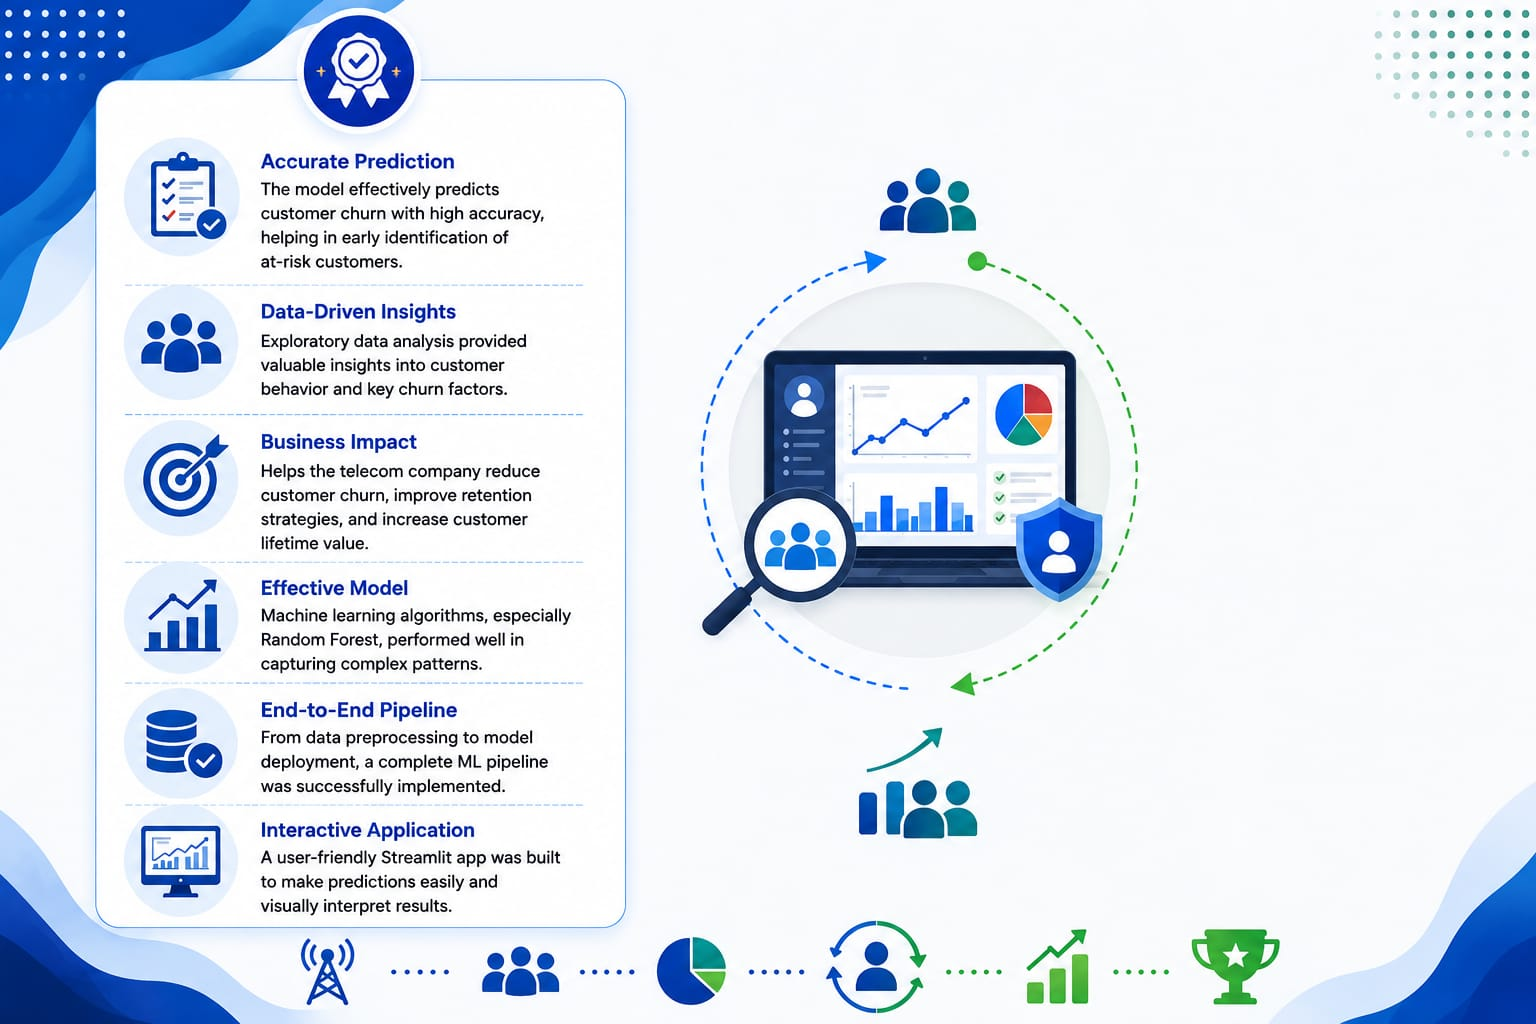 Accurate Prediction
The model effectively predicts
customer churn with high accuracy,
helping in early identification of
at-risk customers.
Data-Driven Insights
Exploratory data analysis provided
valuable insights into customer
behavior and key churn factors.
Business Impact
Helps the telecom company reduce
customer churn, improve retention
strategies, and increase customer
lifetime value.
Effective Model
Machine learning algorithms, especially
Random Forest, performed well in
capturing complex patterns.
End-to-End Pipeline
From data preprocessing to model
deployment, a complete ML pipeline
was successfully implemented.
Interactive Application
A user-friendly Streamlit app was built
to make predictions easily and
visually interpret results.